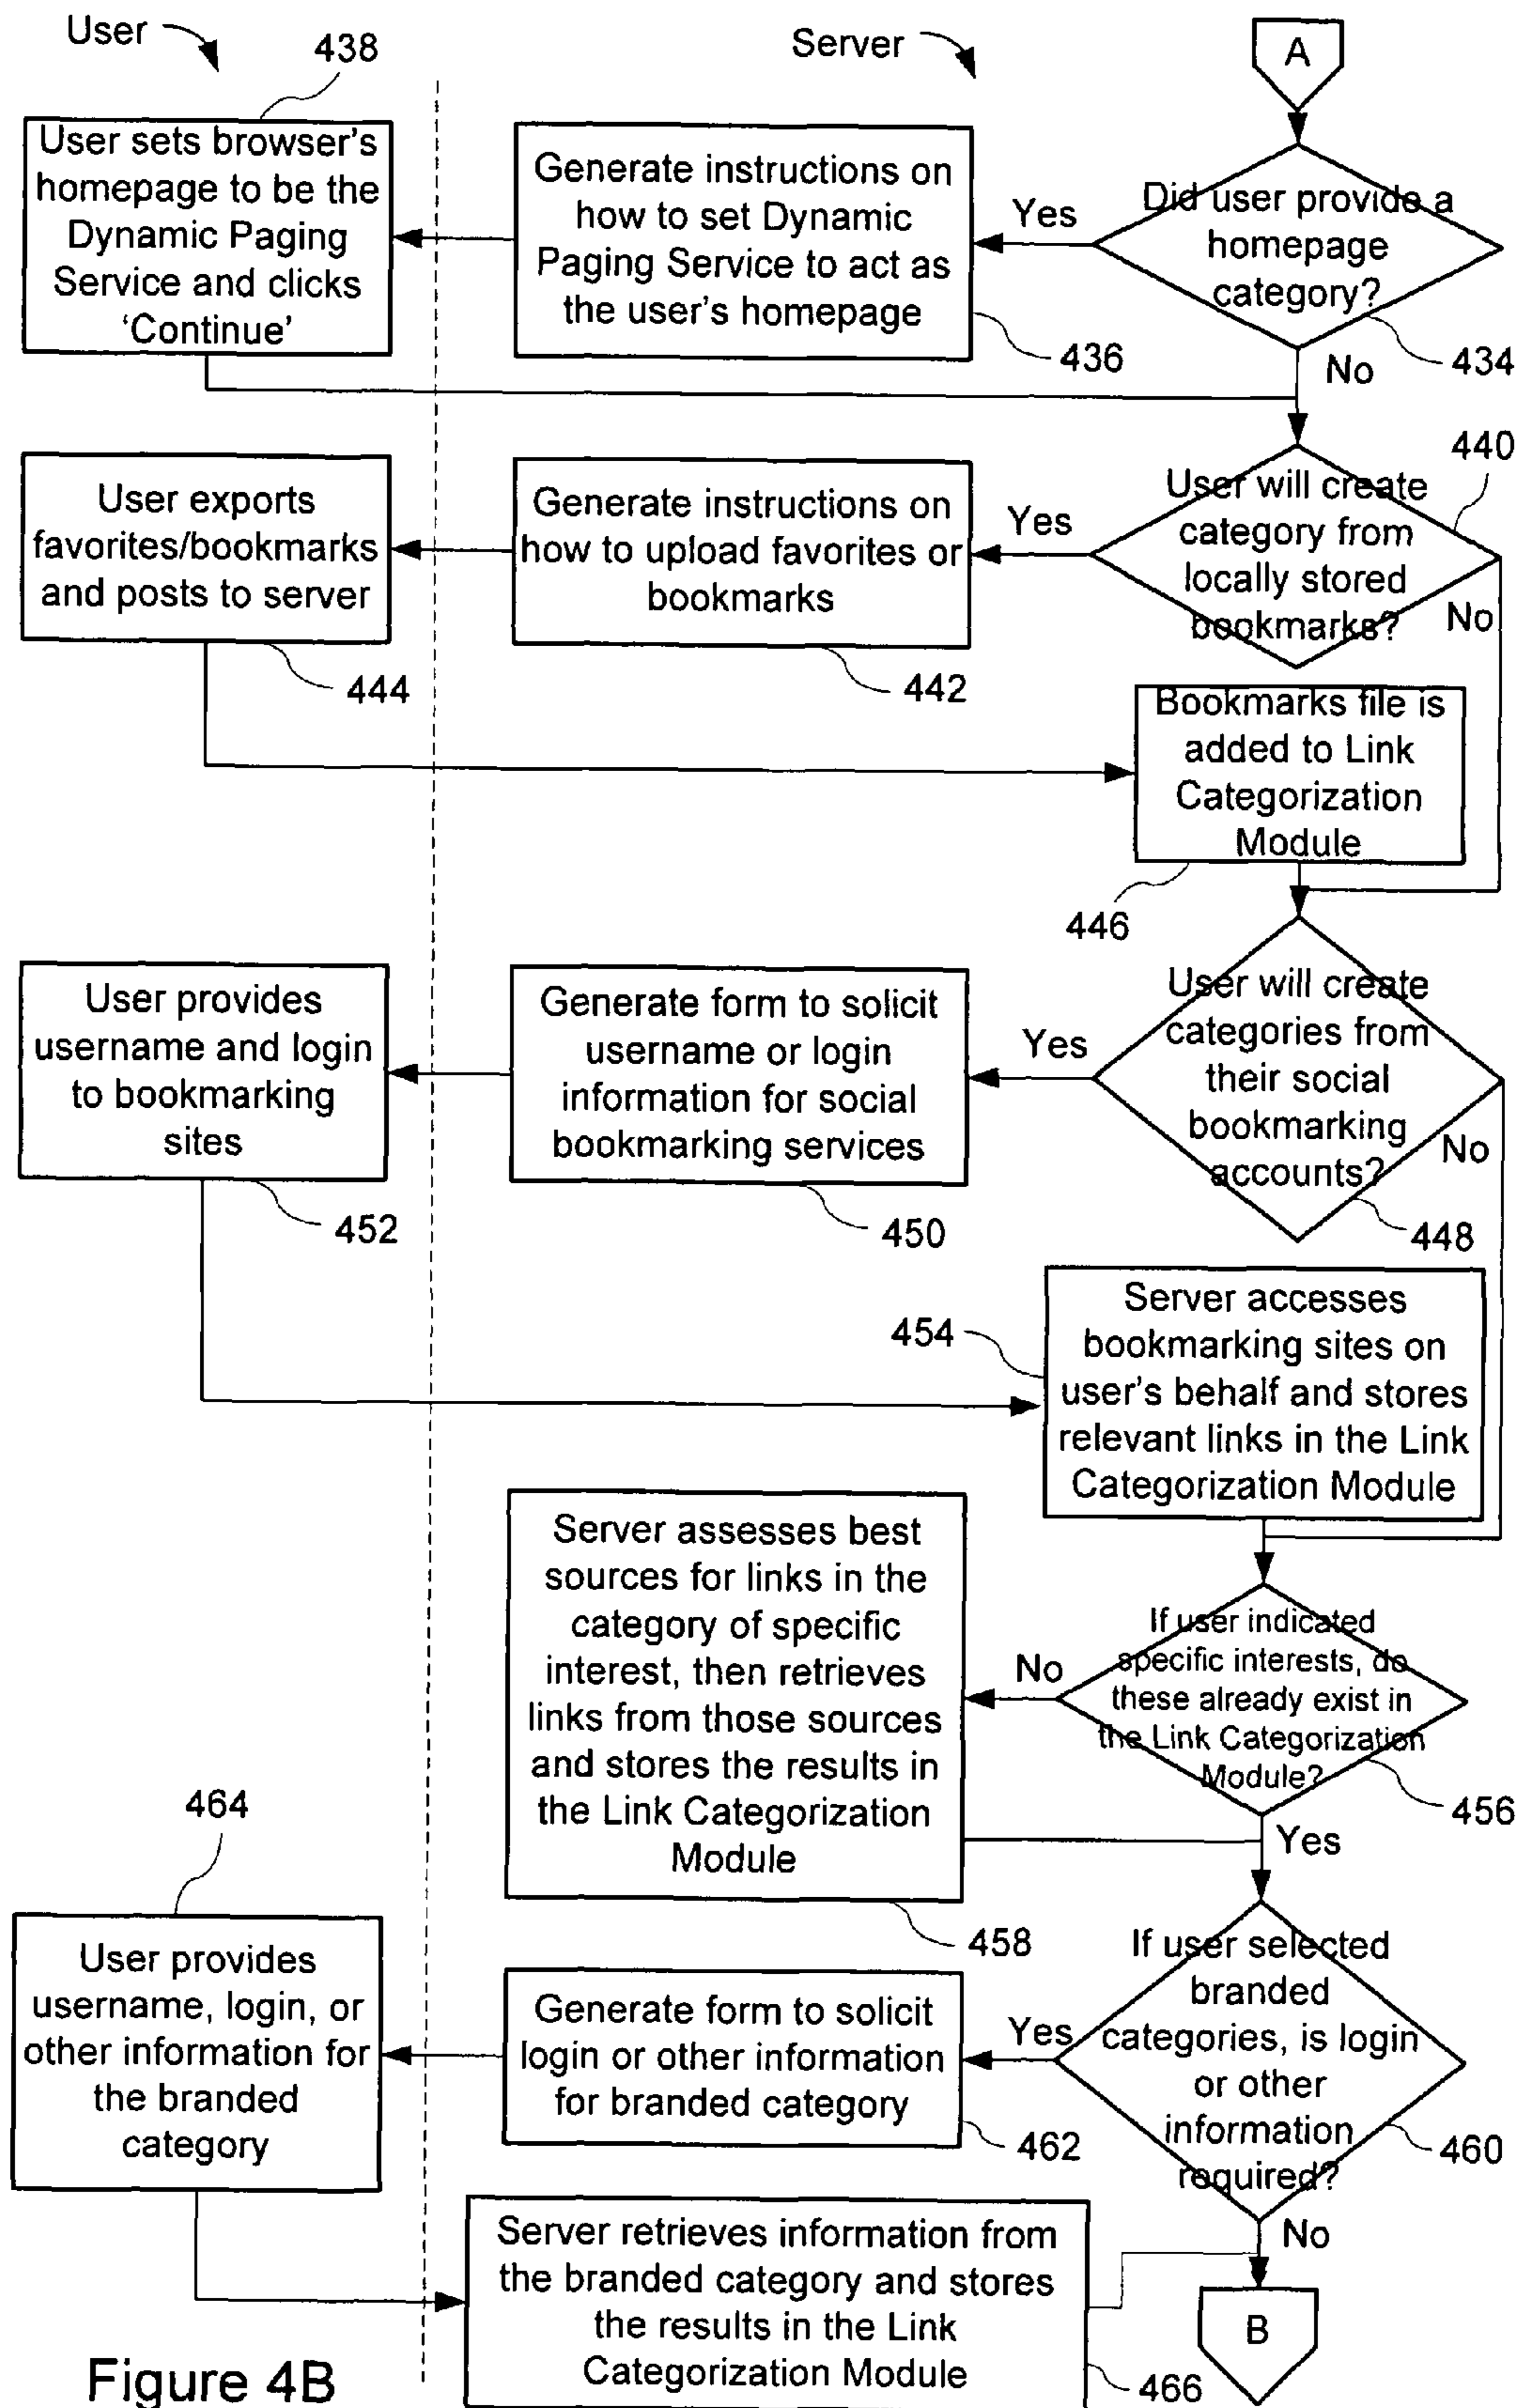 User
Server
A
438
User sets browser's
homepage to be the
Dynamic Paging
Service and clicks
'Continue'
Generate instructions on
how to set Dynamic
Paging Service to act as
the user's homepage
436
Yes
Did user provide a
homepage
category?
434
No
440
User exports
favorites/bookmarks
and posts to server
444
Generate instructions on
how to upload favorites or
bookmarks
442
Yes
User will create
category from
locally stored
bookmarks?
No
Bookmarks file is
added to Link
Categorization
Module
446
User provides
username and login
to bookmarking
sites
452
Generate form to solicit
username or login
information for social
bookmarking services
450
Yes
User will create
categories from
their social
bookmarking
accounts?
No
448
454
Server accesses
bookmarking sites on
user's behalf and stores
relevant links in the Link
Categorization Module
Server assesses best
sources for links in the
category of specific
interest, then retrieves
links from those sources
and stores the results in
the Link Categorization
Module
458
No
If user indicated
specific interests, do
these already exist in
the Link Categorization
Module?
456
Yes
464
User provides
username, login, or
other information for
the branded
category
Generate form to solicit
login or other information
for branded category
462
Yes
If user selected
branded
categories, is login
or other
information
required?
460
No
Server retrieves information from
the branded category and stores
the results in the Link
Categorization Module
466
B
Figure 4B